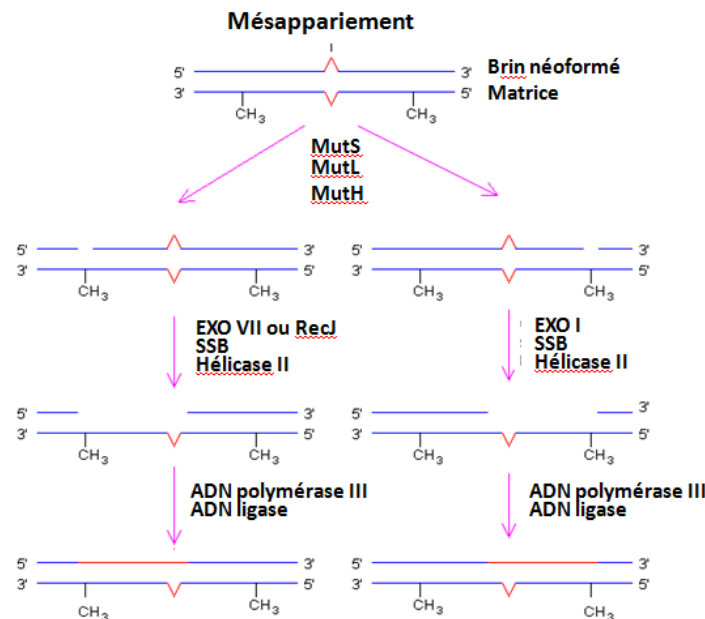 Mésappariement
5' 3' Brin néoformé
3' 5' Matrice
CH3 CH3
MutS
MutL
MutH
5' 3' 5' 3'
3' 5' 3' 5'
CH3 CH3 CH3 CH3
EXO VII ou RecJ EXO I
SSB SSB
Hélicase II Hélicase II
5' 3' 5' 3'
3' 5' 3' 5'
CH3 CH3 CH3 CH3
ADN polymérase III ADN polymérase III
ADN ligase ADN ligase
5' 3' 5' 3'
3' 5' 3' 5'
CH3 CH3 CH3 CH3